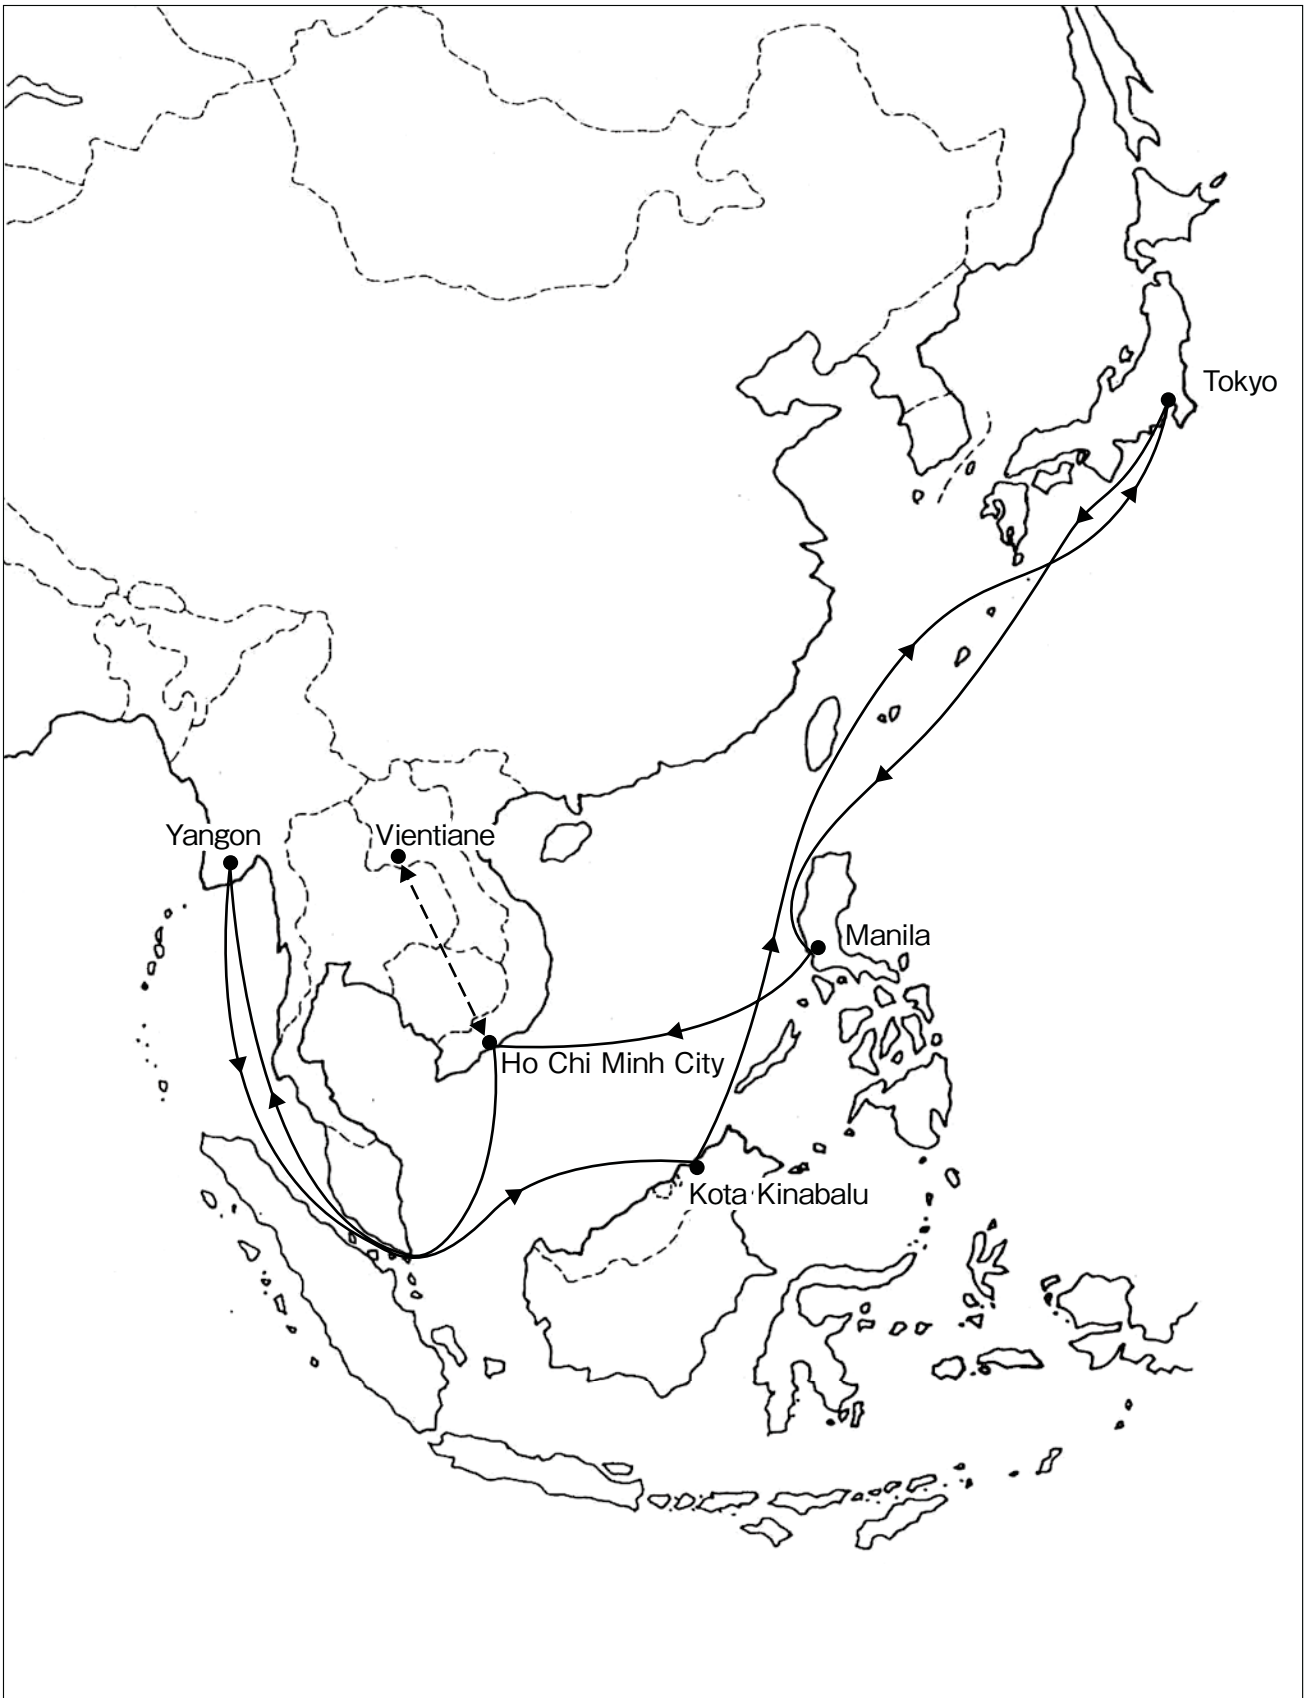 Tokyo
Yangon
Vientiane
Manila
Ho Chi Minh City
Kota Kinabalu